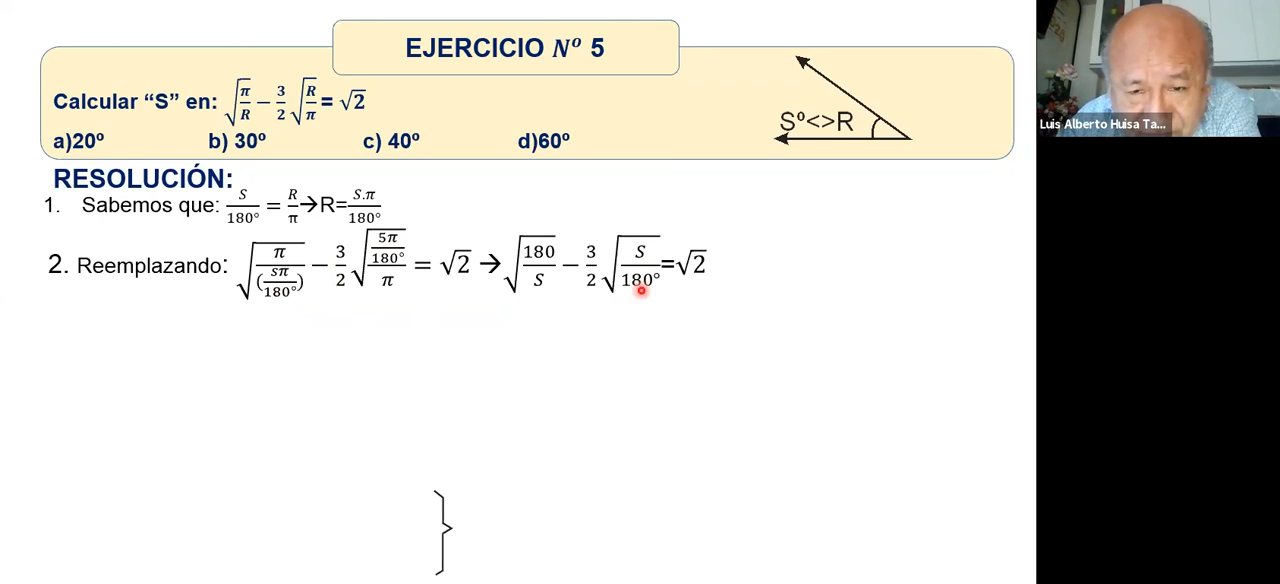 EJERCICIO Nº 5
Calcular “S” en: √(π/R) − 3/2 √(R/π) = √2
a)20º b) 30º c) 40º d)60º
Sº<>R
Luis Alberto Huisa Ta...
RESOLUCIÓN:
1. Sabemos que: S/180° = R/π → R= S.π/180°
2. Reemplazando: √(π/(Sπ/180°)) − 3/2 √((5π/180°)/π) = √2 → √(180/S) − 3/2 √(S/180°) = √2